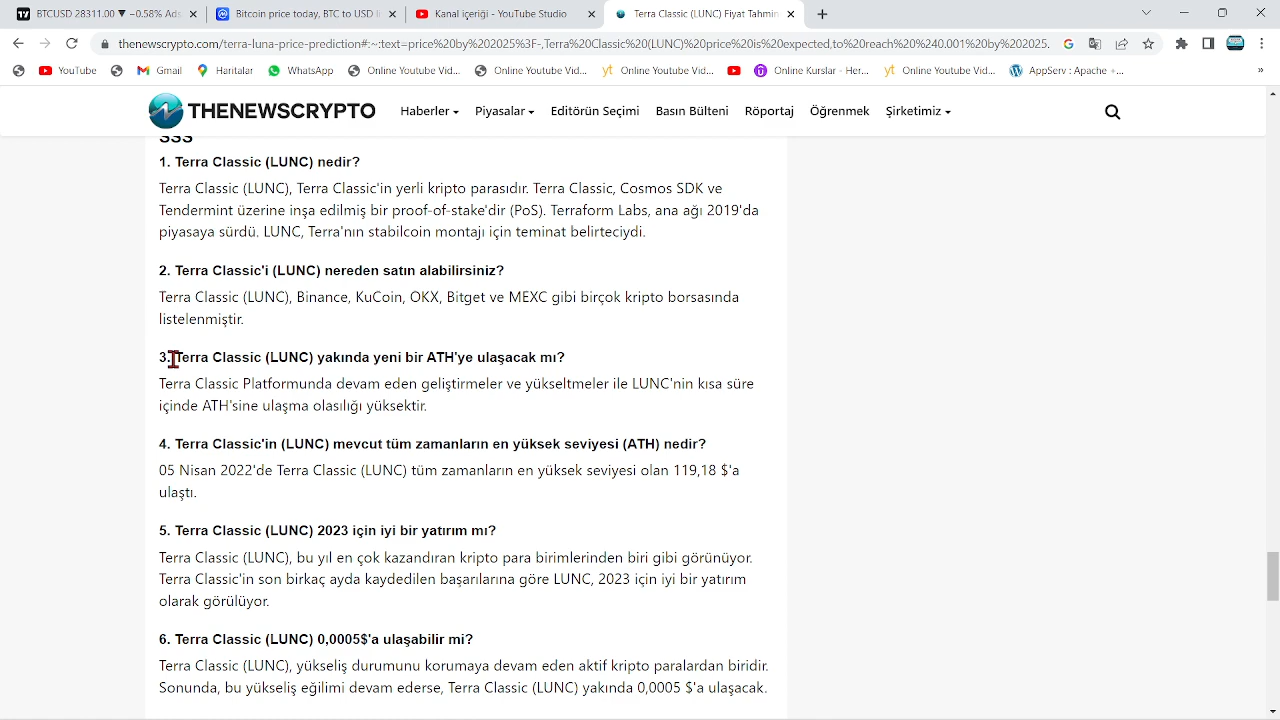 BTCUSD 28311.00 ▼ −0.58% Ads
Bitcoin price today, BTC to USD li
Kanal içeriği - YouTube Studio
Terra Classic (LUNC) Fiyat Tahmin
thenewscrypto.com/terra-luna-price-prediction#:~:text=price%20by%202025%3F-,Terra%20Classic%20(LUNC)%20price%20is%20expected,to%20reach%20%240.001%20by%202025.
YouTube
Gmail
Haritalar
WhatsApp
Online Youtube Vid...
Online Youtube Vid...
Online Youtube Vid...
Online Kurslar - Her...
Online Youtube Vid...
AppServ : Apache +...
THENEWSCRYPTO
Haberler
Piyasalar
Editörün Seçimi
Basın Bülteni
Röportaj
Öğrenmek
Şirketimiz
SSS
1. Terra Classic (LUNC) nedir?
Terra Classic (LUNC), Terra Classic'in yerli kripto parasıdır. Terra Classic, Cosmos SDK ve
Tendermint üzerine inşa edilmiş bir proof-of-stake'dir (PoS). Terraform Labs, ana ağı 2019'da
piyasaya sürdü. LUNC, Terra'nın stabilcoin montajı için teminat belirteciydi.
2. Terra Classic'i (LUNC) nereden satın alabilirsiniz?
Terra Classic (LUNC), Binance, KuCoin, OKX, Bitget ve MEXC gibi birçok kripto borsasında
listelenmiştir.
3. Terra Classic (LUNC) yakında yeni bir ATH'ye ulaşacak mı?
Terra Classic Platformunda devam eden geliştirmeler ve yükseltmeler ile LUNC'nin kısa süre
içinde ATH'sine ulaşma olasılığı yüksektir.
4. Terra Classic'in (LUNC) mevcut tüm zamanların en yüksek seviyesi (ATH) nedir?
05 Nisan 2022'de Terra Classic (LUNC) tüm zamanların en yüksek seviyesi olan 119,18 $'a
ulaştı.
5. Terra Classic (LUNC) 2023 için iyi bir yatırım mı?
Terra Classic (LUNC), bu yıl en çok kazandıran kripto para birimlerinden biri gibi görünüyor.
Terra Classic'in son birkaç ayda kaydedilen başarılarına göre LUNC, 2023 için iyi bir yatırım
olarak görülüyor.
6. Terra Classic (LUNC) 0,0005$'a ulaşabilir mi?
Terra Classic (LUNC), yükseliş durumunu korumaya devam eden aktif kripto paralardan biridir.
Sonunda, bu yükseliş eğilimi devam ederse, Terra Classic (LUNC) yakında 0,0005 $'a ulaşacak.